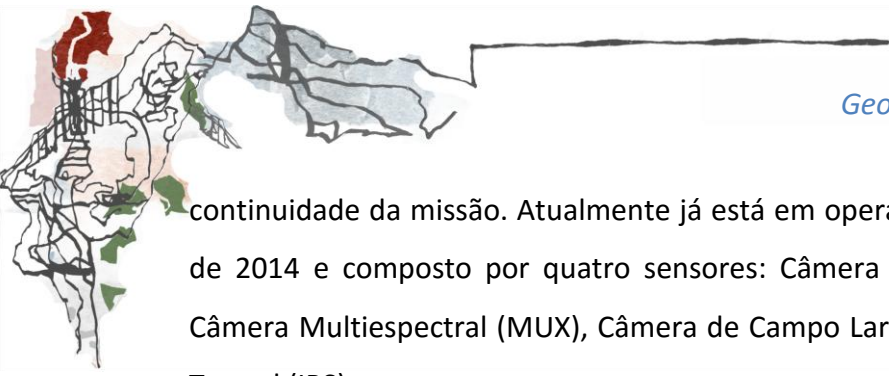 Geo
continuidade da missão. Atualmente já está em opera
de 2014 e composto por quatro sensores: Câmera
Câmera Multiespectral (MUX), Câmera de Campo Lar